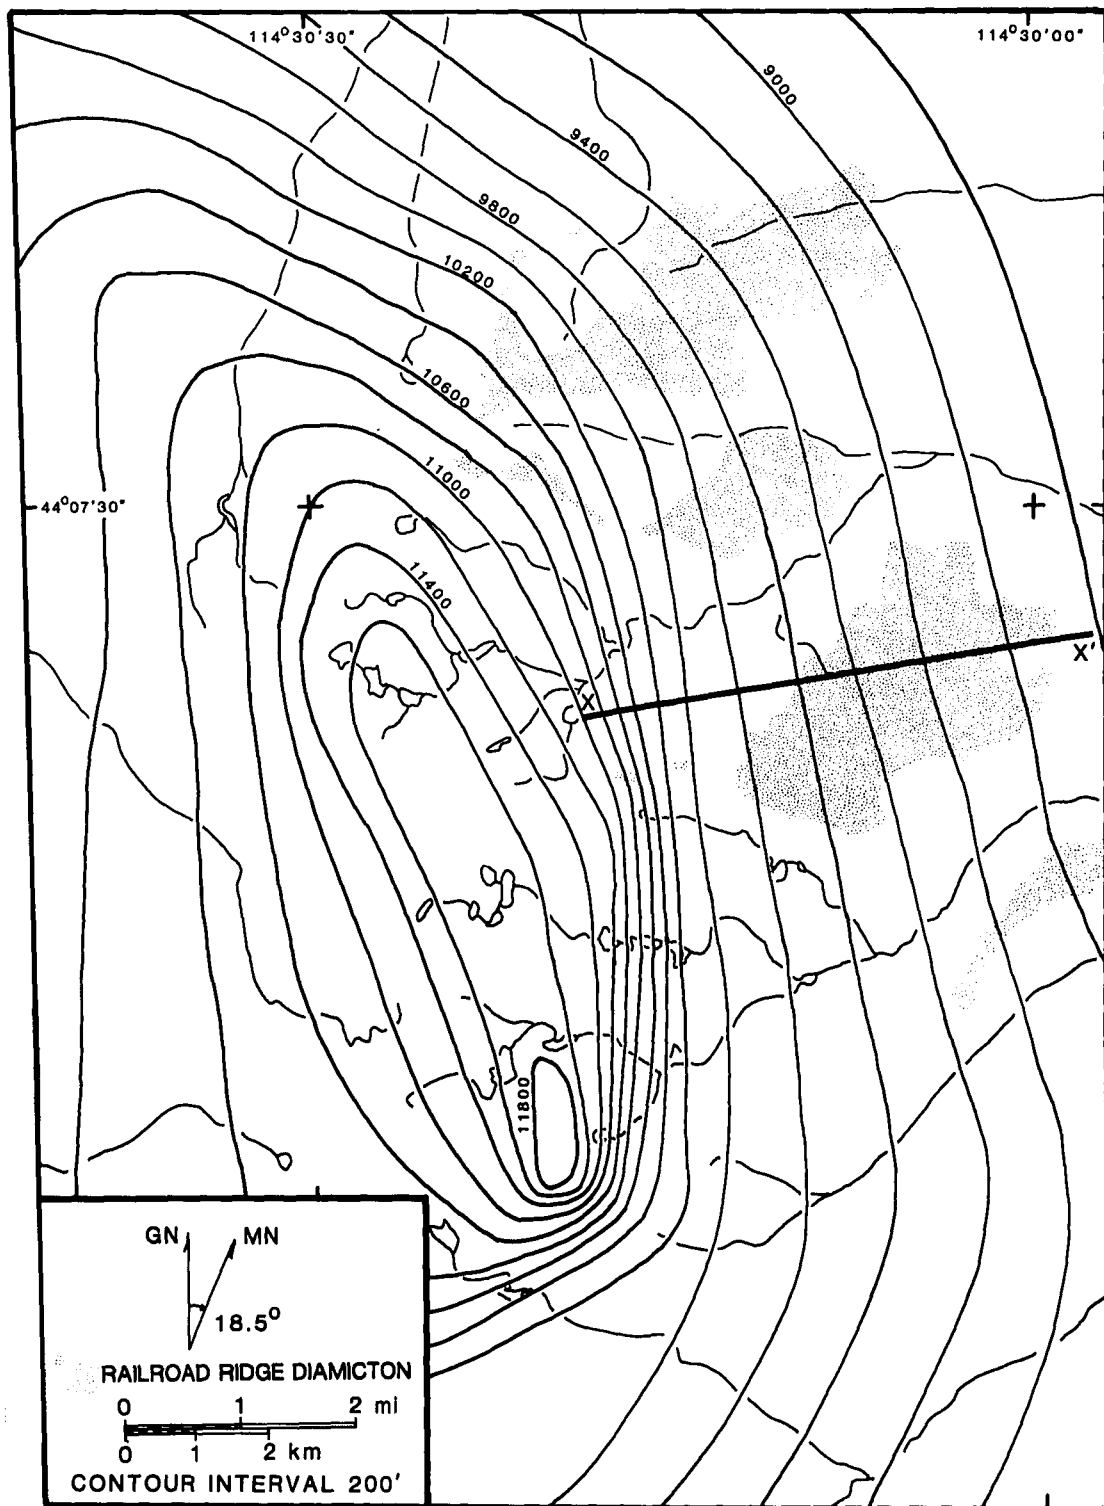 114°30'30"
114°30'00"
9000
9400
9800
10200
10600
11000
44°07'30"
11400
X
X'
11800
GN
MN
18.5°
RAILROAD RIDGE DIAMICTON
0 1 2 mi
0 1 2 km
CONTOUR INTERVAL 200'